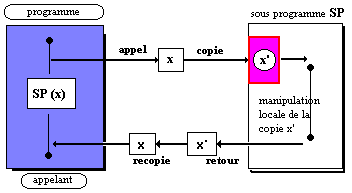 programme
sous programme SP
appel
copie
x
x'
SP (x)
manipulation
locale de la
copie x'
x
x'
recopie
retour
appelant